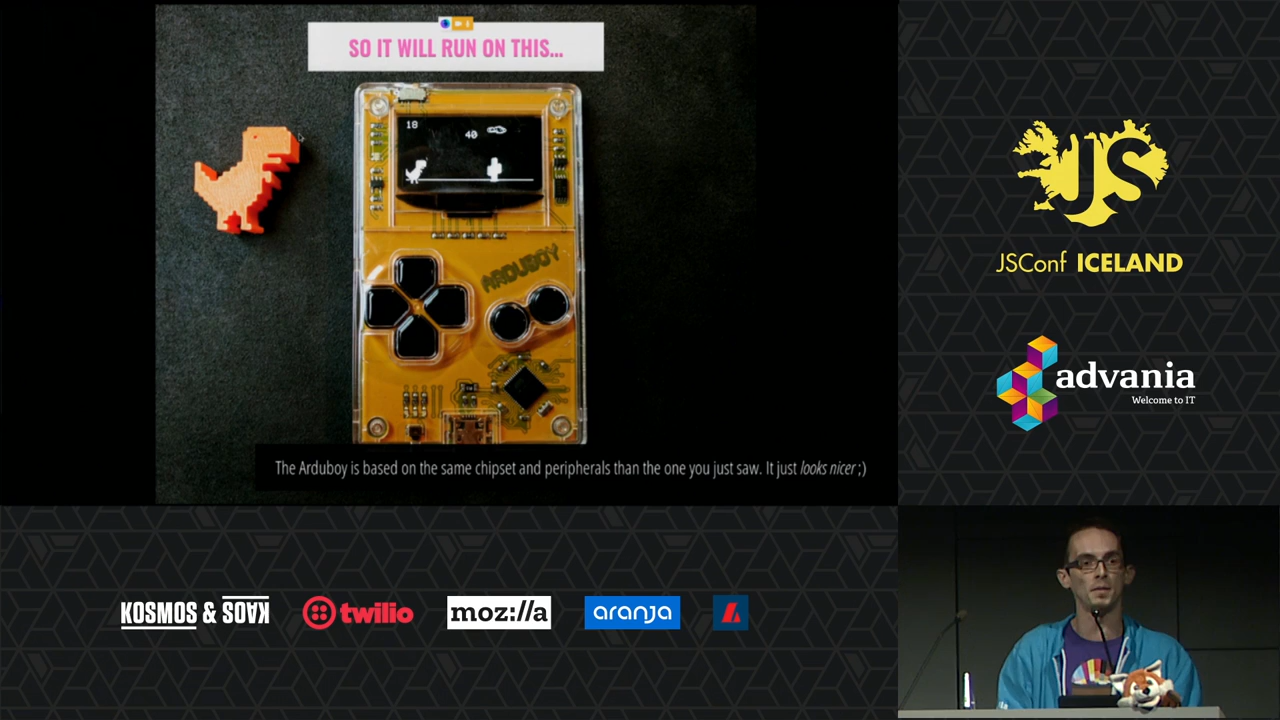 SO IT WILL RUN ON THIS...
18
40
ARDUBOY
The Arduboy is based on the same chipset and peripherals than the one you just saw. It just looks nicer ;)
JS
JSConf ICELAND
advania
Welcome to IT
KOSMOS & KAOS
twilio
moz://a
aranja